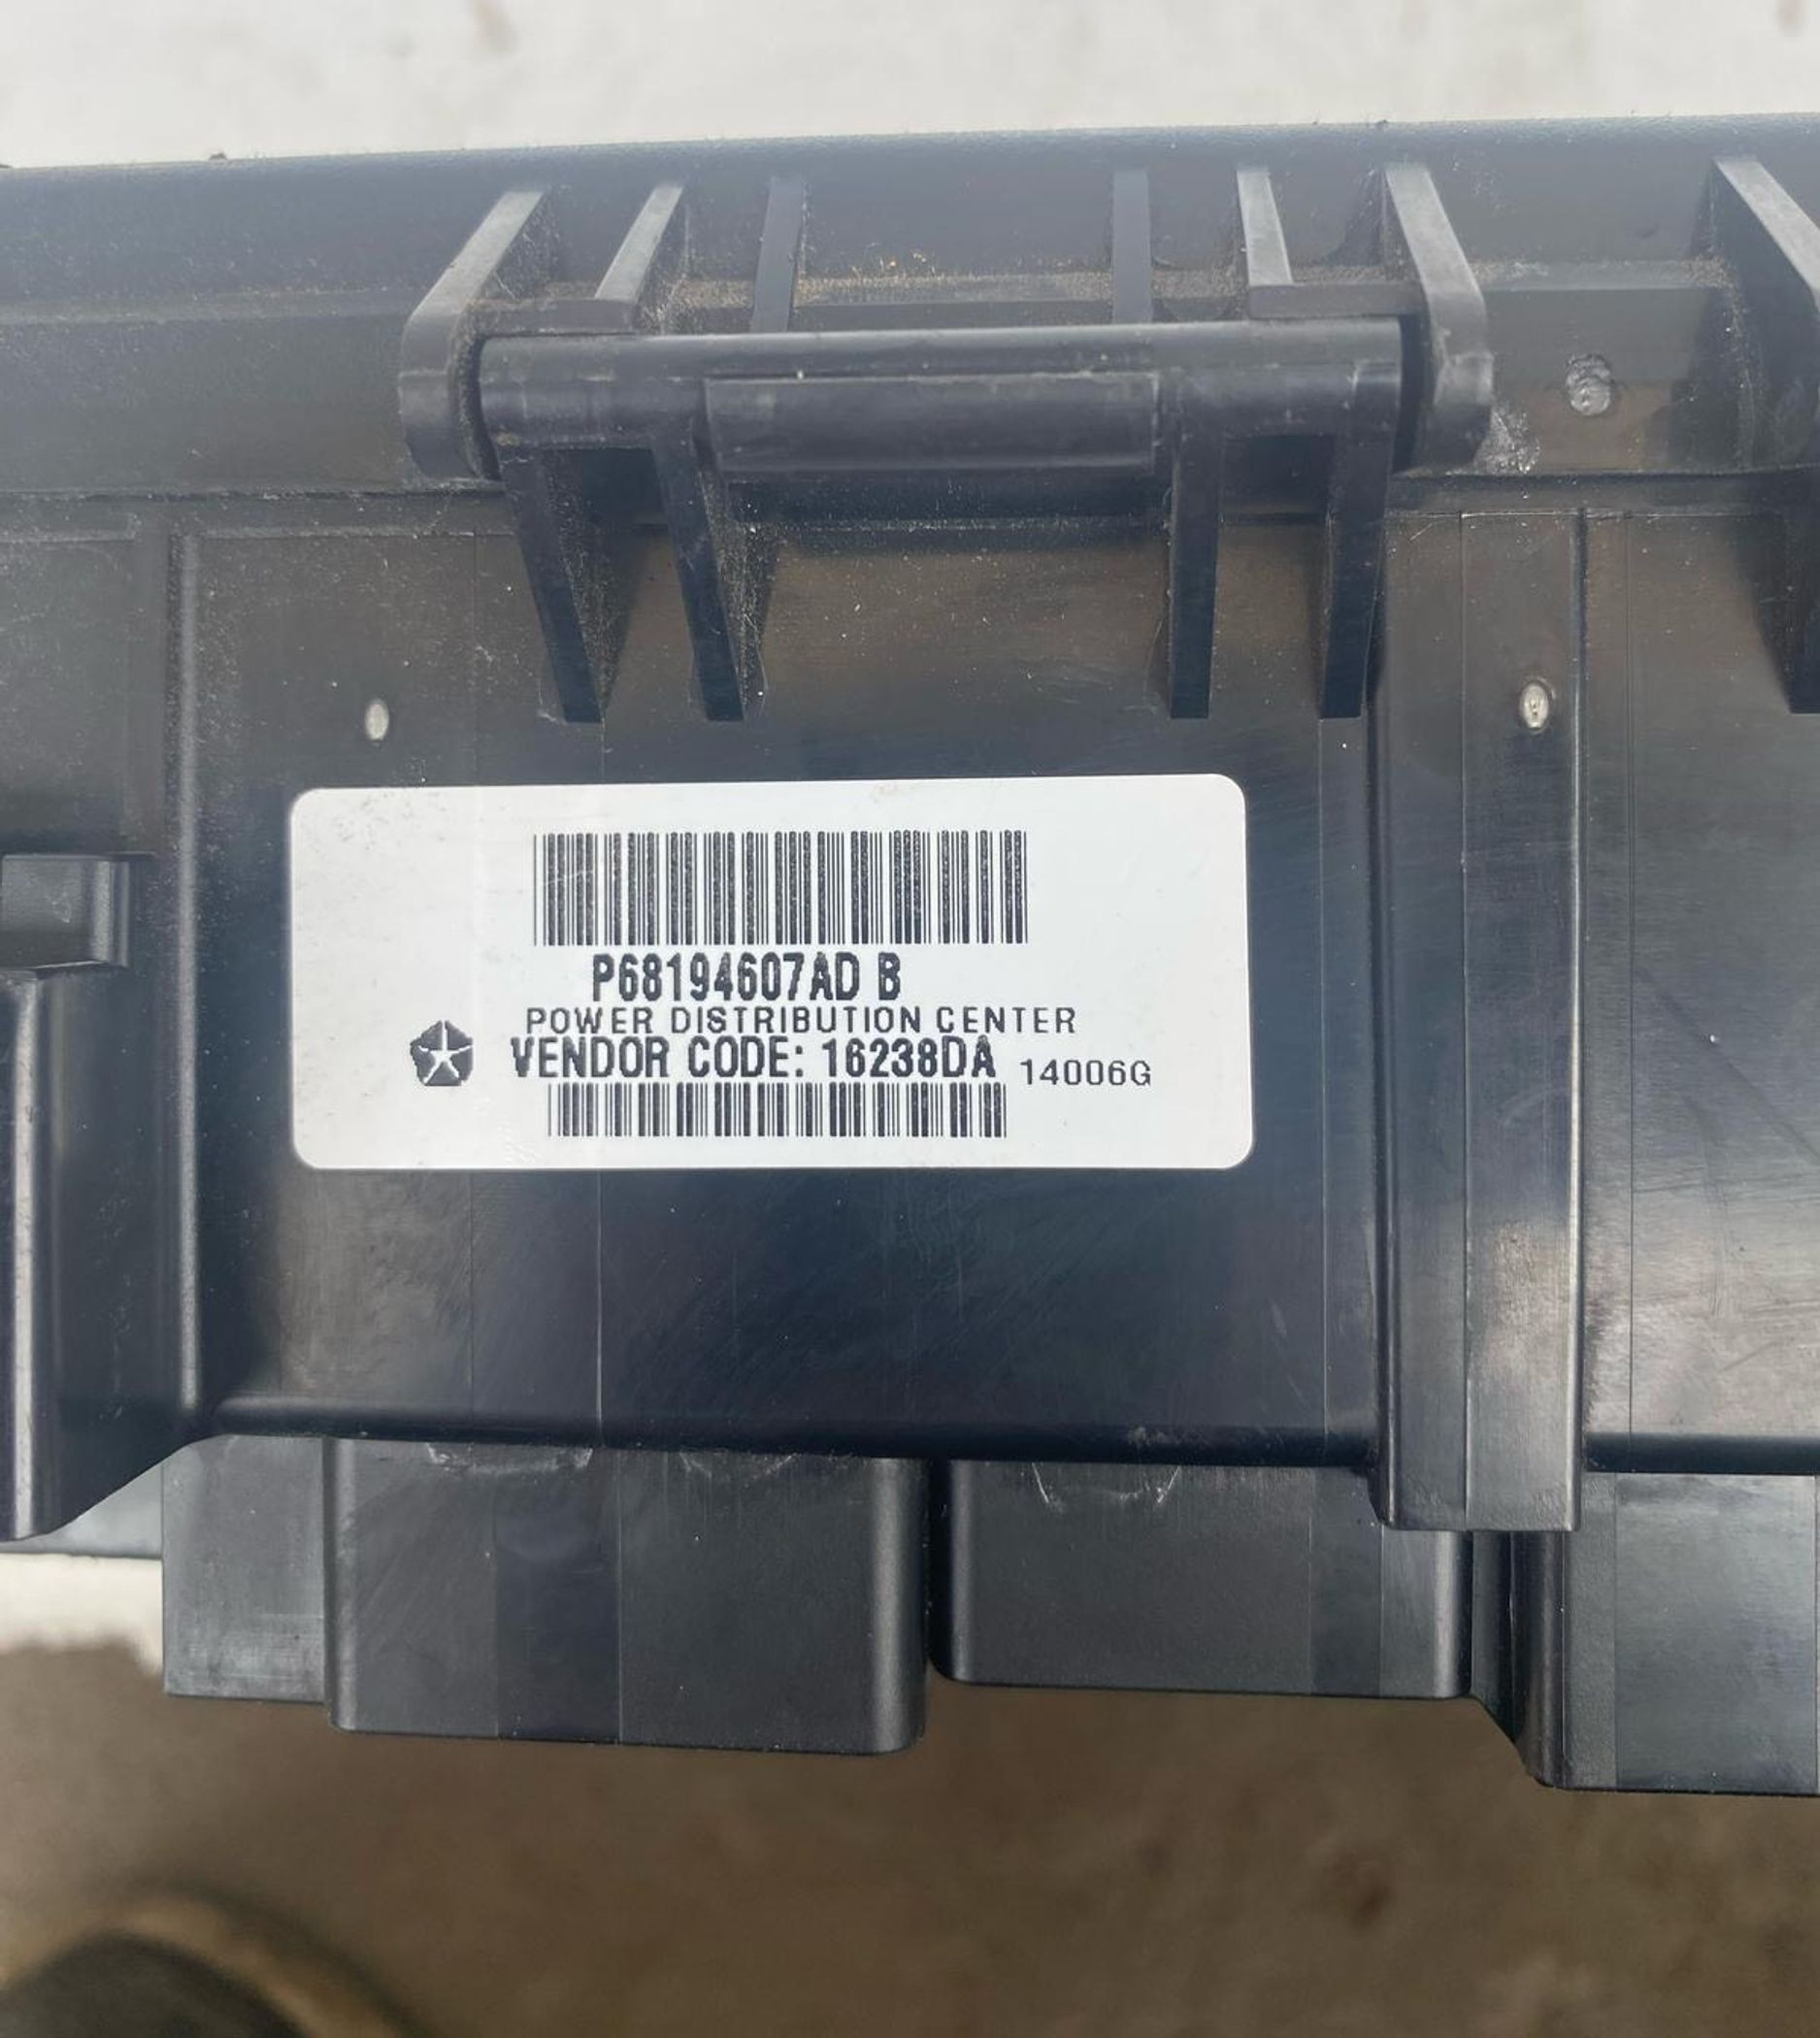 P68194607AD B
POWER DISTRIBUTION CENTER
VENDOR CODE: 16238DA 14006G